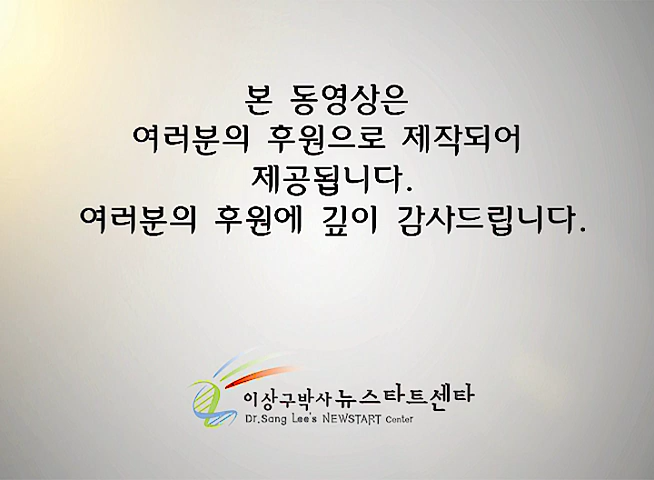 본 동영상은
여러분의 후원으로 제작되어
제공됩니다.
여러분의 후원에 깊이 감사드립니다.
이상구박사 뉴스타트센타
Dr.Sang Lee's NEWSTART Center